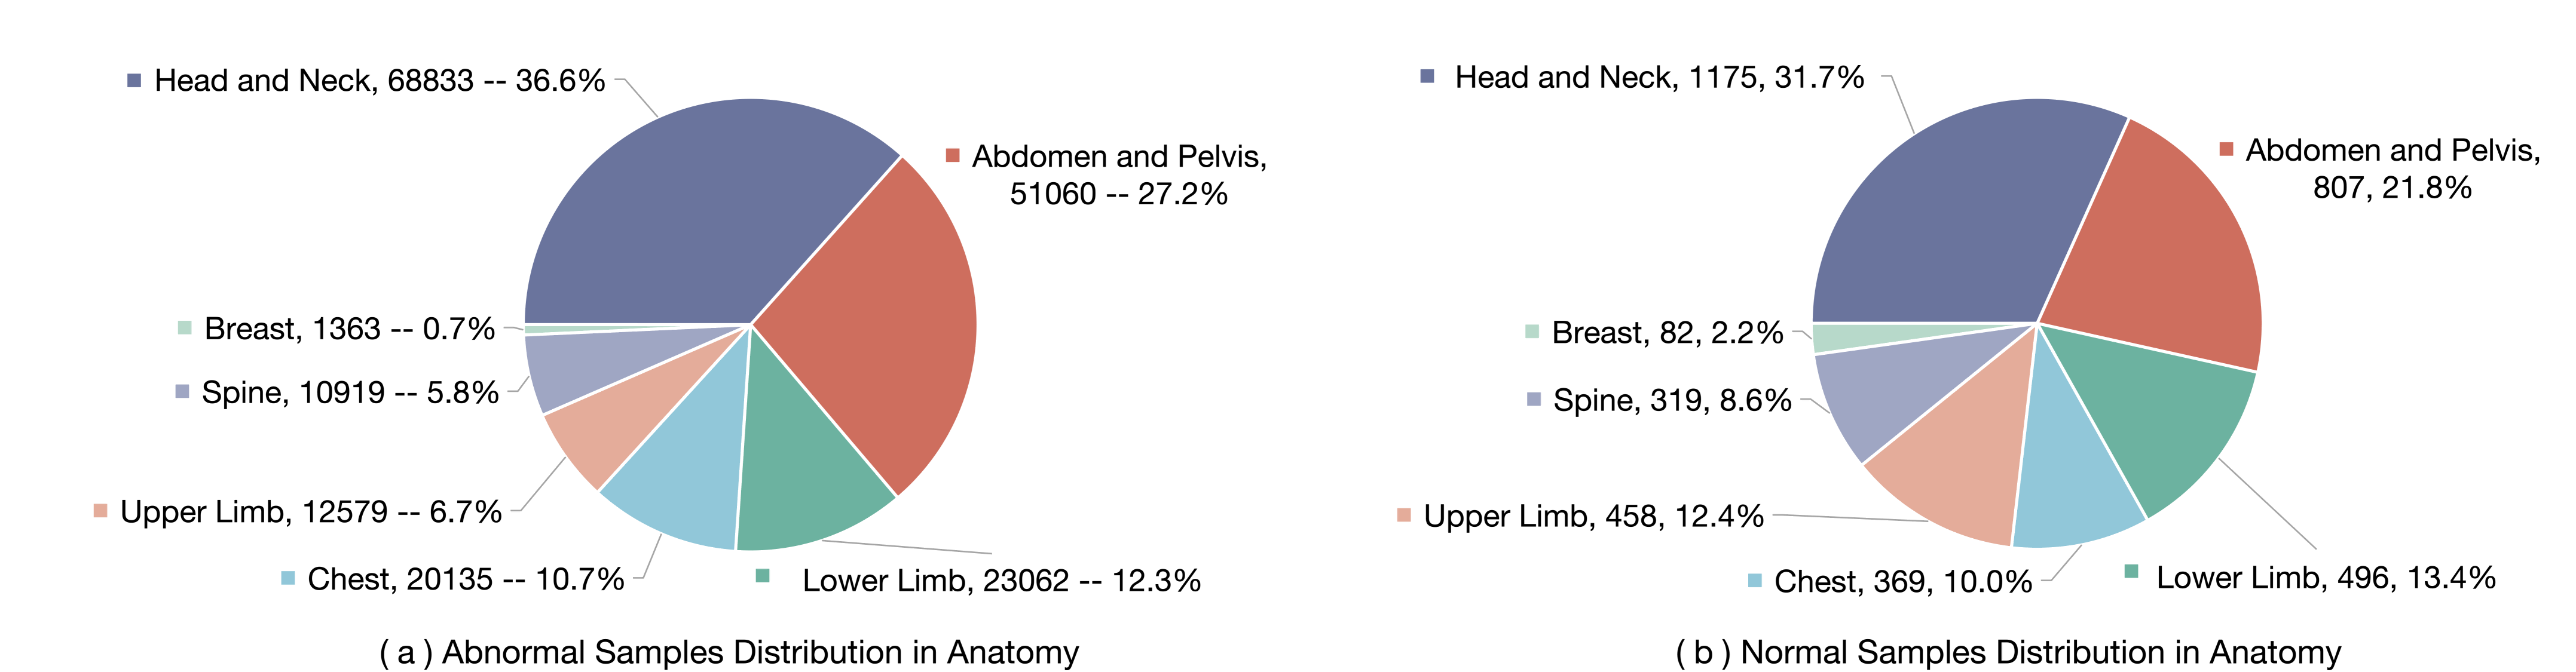 Head and Neck, 68833 -- 36.6%
Abdomen and Pelvis,
51060 -- 27.2%
Breast, 1363 -- 0.7%
Spine, 10919 -- 5.8%
Upper Limb, 12579 -- 6.7%
Chest, 20135 -- 10.7%
Lower Limb, 23062 -- 12.3%
( a ) Abnormal Samples Distribution in Anatomy
Head and Neck, 1175, 31.7%
Abdomen and Pelvis,
807, 21.8%
Breast, 82, 2.2%
Spine, 319, 8.6%
Upper Limb, 458, 12.4%
Chest, 369, 10.0%
Lower Limb, 496, 13.4%
( b ) Normal Samples Distribution in Anatomy